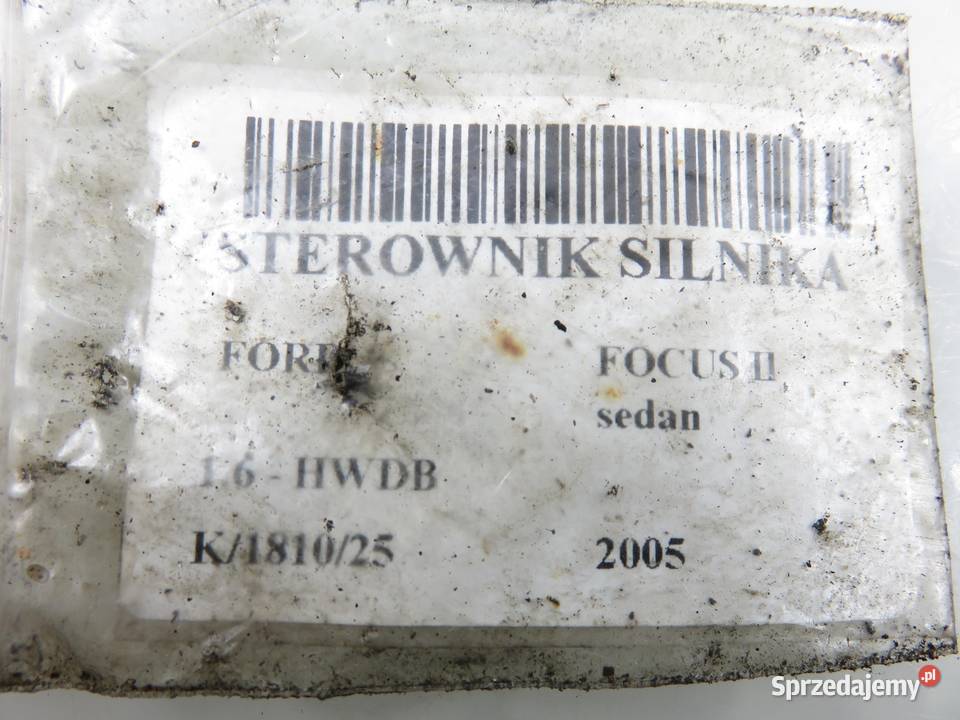 STEROWNIK SILNIKA
FORD FOCUS II
sedan
1.6 - HWDB
K/1810/25 2005
Sprzedajemy.pl